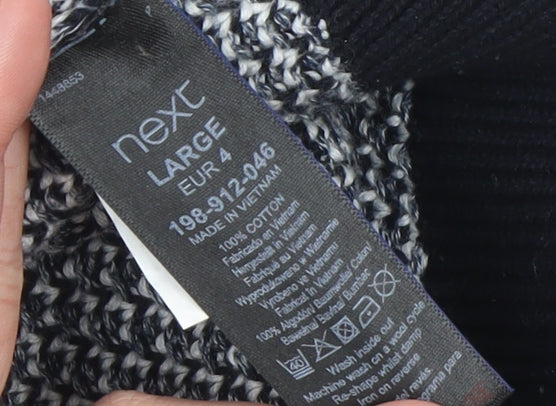 1448853
next
LARGE
EUR 4
198-912-046
MADE IN VIETNAM
100% COTTON
Fabricado en Vietnam
Hergestellt in Vietnam
Fabriqué au Vietnam
Wyprodukowano w Wietnamie
Vyrobeno ve Vietnamu
Fabricat în Vietnam
100% Algodón/ Baumwolle/ Coton/
Bawełna/ Bavlna/ Bumbac
40
Wash inside out
Machine wash on a wool cycle
Re-shape whilst damp
Iron on reverse
para